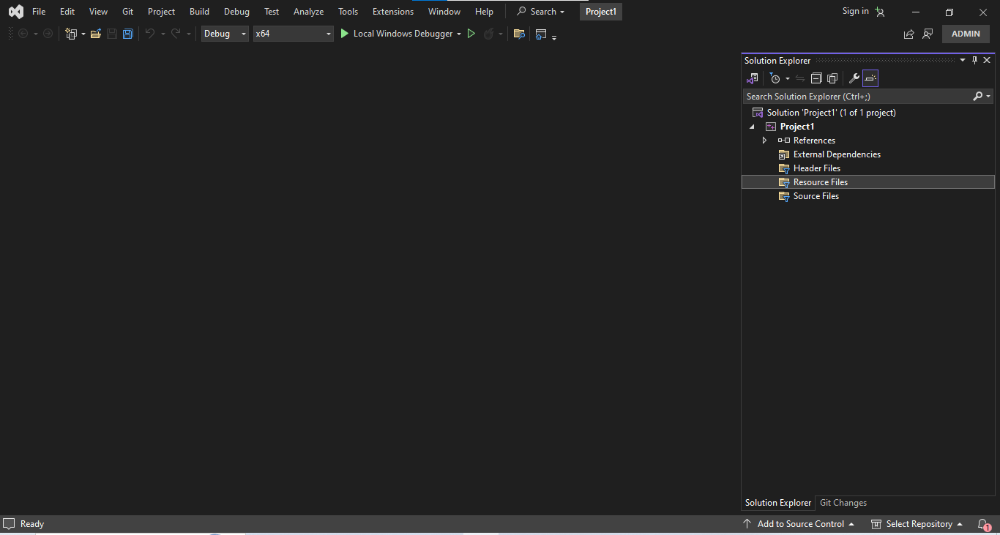 File Edit View Git Project Build Debug Test Analyze Tools Extensions Window Help Search Project1 Sign in
Debug x64 Local Windows Debugger ADMIN
Solution Explorer
Search Solution Explorer (Ctrl+;)
Solution 'Project1' (1 of 1 project)
Project1
References
External Dependencies
Header Files
Resource Files
Source Files
Solution Explorer Git Changes
Ready Add to Source Control Select Repository 1